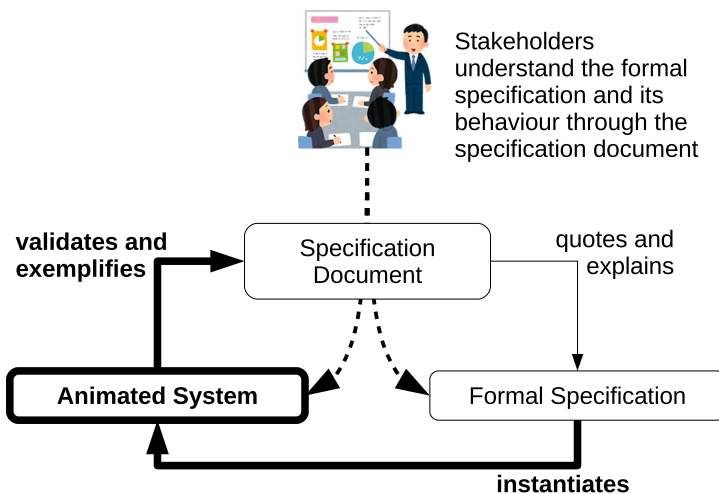 Stakeholders
understand the formal
specification and its
behaviour through the
specification document
validates and
exemplifies
Specification
Document
quotes and
explains
Animated System
Formal Specification
instantiates